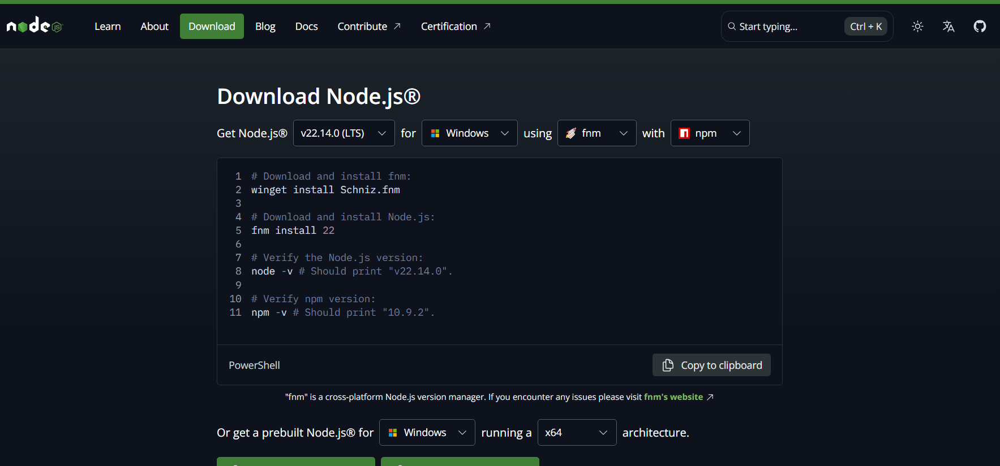 node JS
Learn About Download Blog Docs Contribute Certification Start typing... Ctrl + K
Download Node.js®
Get Node.js® v22.14.0 (LTS) for Windows using fnm with npm
1 # Download and install fnm:
2 winget install Schniz.fnm
3
4 # Download and install Node.js:
5 fnm install 22
6
7 # Verify the Node.js version:
8 node -v # Should print "v22.14.0".
9
10 # Verify npm version:
11 npm -v # Should print "10.9.2".
PowerShell Copy to clipboard
"fnm" is a cross-platform Node.js version manager. If you encounter any issues please visit fnm's website
Or get a prebuilt Node.js® for Windows running a x64 architecture.